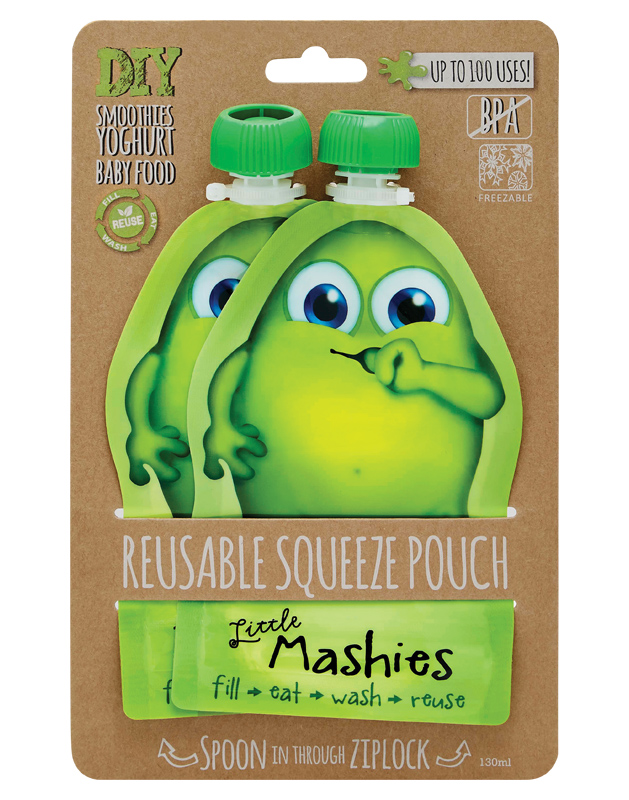 DIY
SMOOTHIES
YOGHURT
BABY FOOD
FILL
EAT
WASH
REUSE
UP TO 100 USES!
BPA
FREEZABLE
REUSABLE SQUEEZE POUCH
Little
Mashies
f
fill → eat → wash → reuse
SPOON IN THROUGH ZIPLOCK
130ml